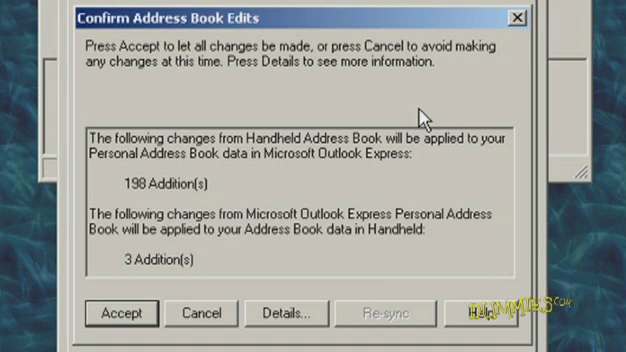 Confirm Address Book Edits
Press Accept to let all changes be made, or press Cancel to avoid making
any changes at this time. Press Details to see more information.
The following changes from Handheld Address Book will be applied to your
Personal Address Book data in Microsoft Outlook Express:
198 Addition(s)
The following changes from Microsoft Outlook Express Personal Address
Book will be applied to your Address Book data in Handheld:
3 Addition(s)
Accept Cancel Details... Re-sync Help
DUMMIES.COM